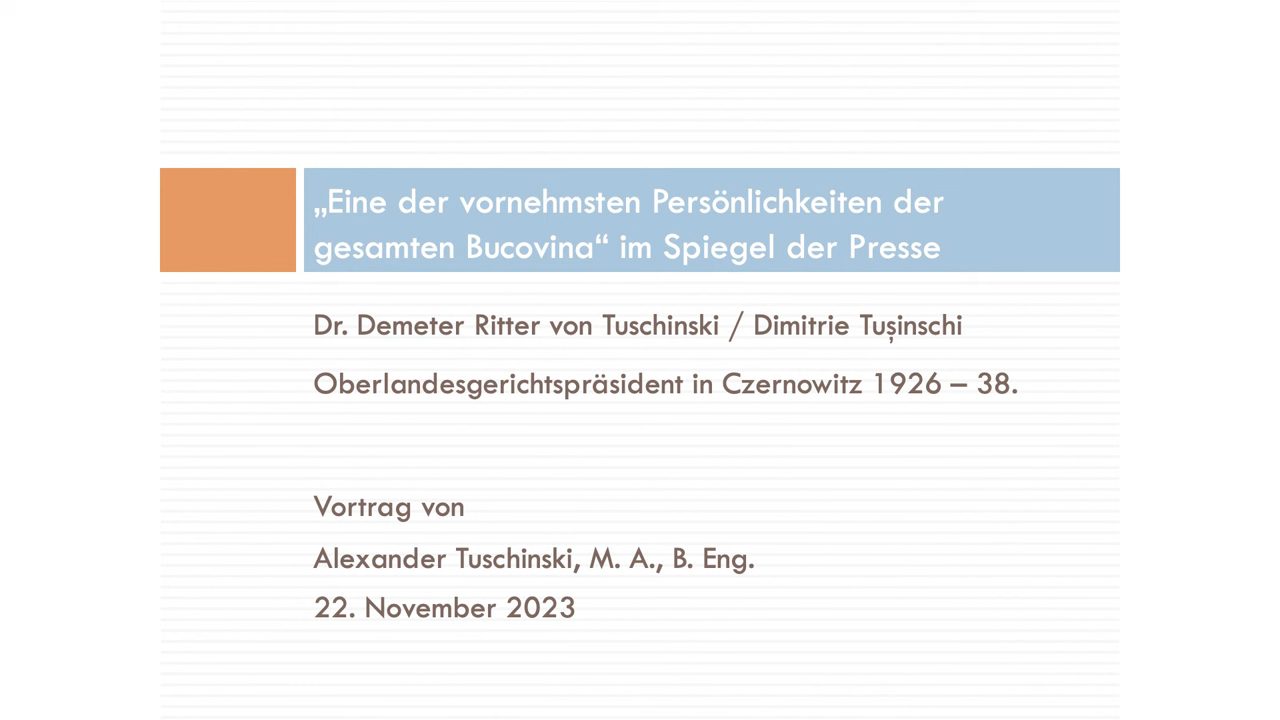 „Eine der vornehmsten Persönlichkeiten der
gesamten Bucovina“ im Spiegel der Presse
Dr. Demeter Ritter von Tuschinski / Dimitrie Tușinschi
Oberlandesgerichtspräsident in Czernowitz 1926 – 38.
Vortrag von
Alexander Tuschinski, M. A., B. Eng.
22. November 2023